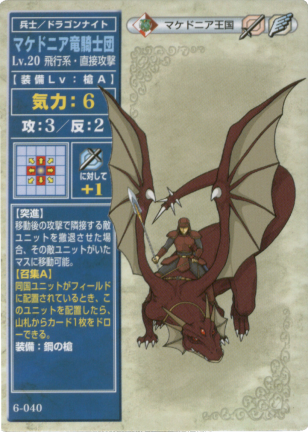 兵士／ドラゴンナイト
マケドニア王国
マケドニア竜騎士団
Lv.20 飛行系・直接攻撃
【装備Lv：槍A】
気力：6
攻：3／反：2
に対して
+1
【突進】
移動後の攻撃で隣接する敵
ユニットを撤退させた場
合、その敵ユニットがいた
マスに移動可能。
【召集A】
同国ユニットがフィールド
に配置されているとき、こ
のユニットを配置したら、
山札からカード1枚をドロ
ーできる。
装備：鋼の槍
6-040